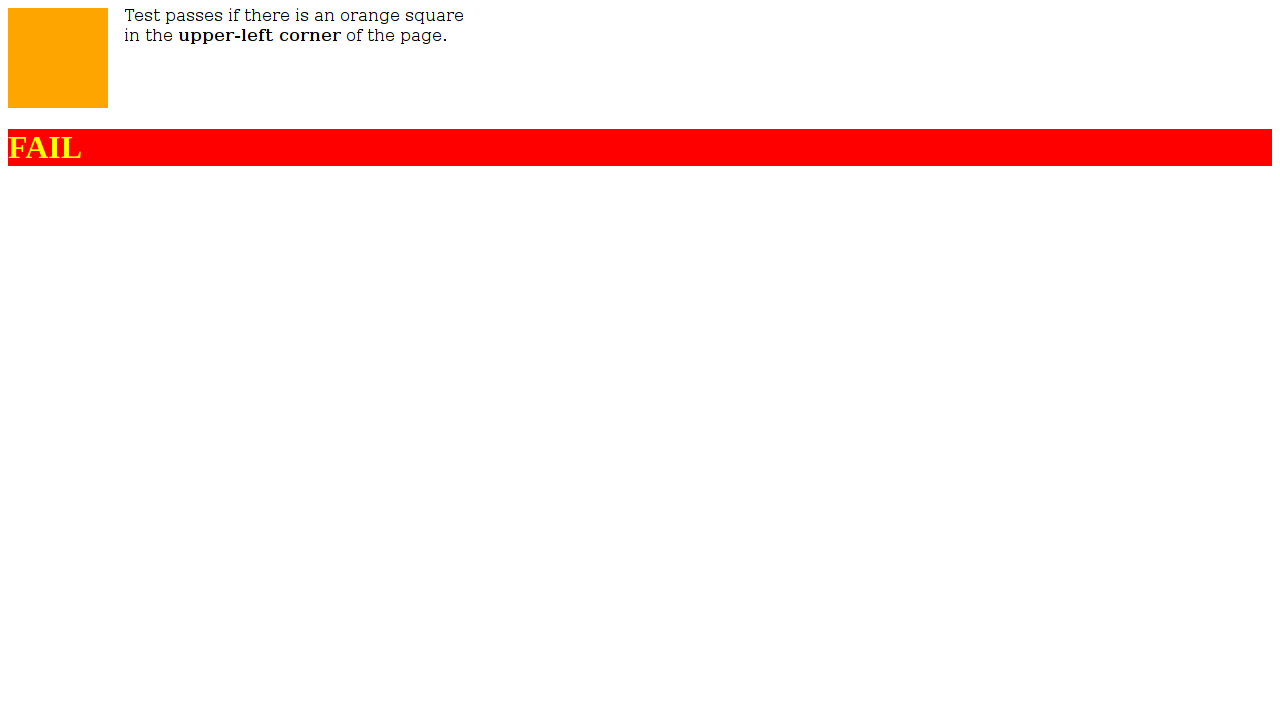 Test passes if there is an orange square
in the upper-left corner of the page.
FAIL